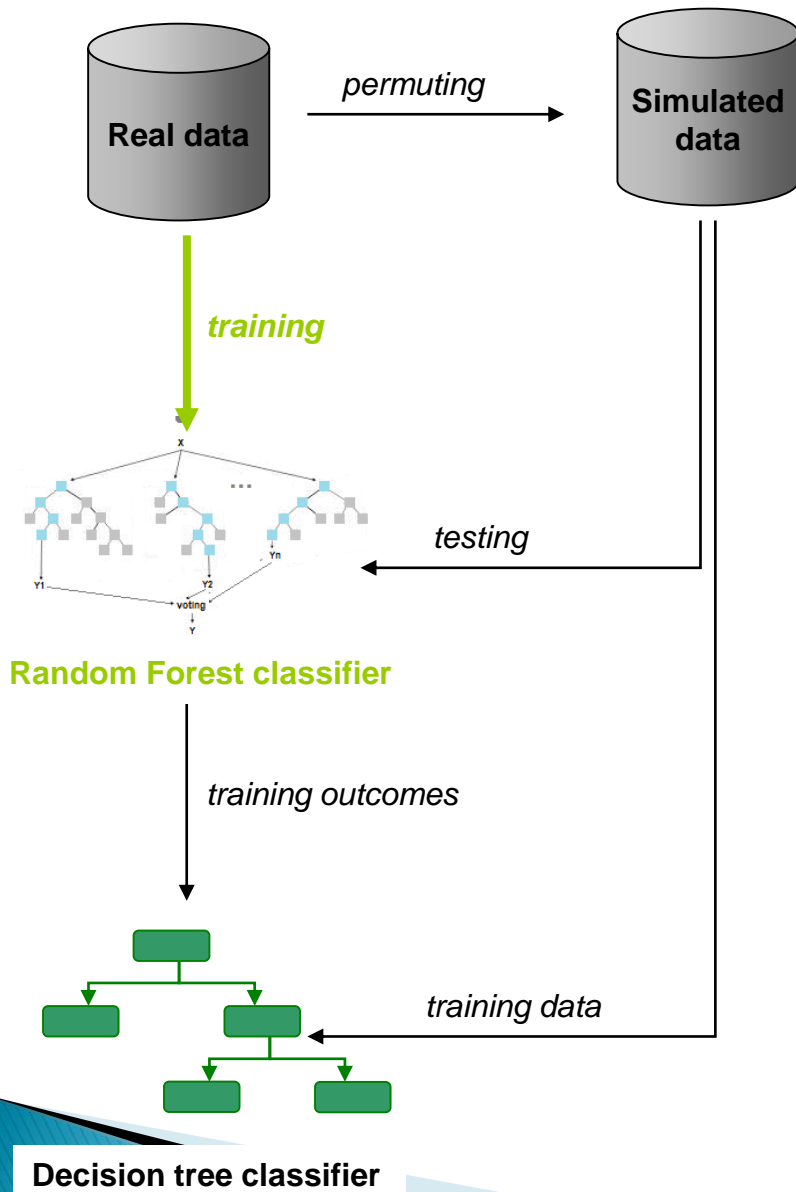 permuting
Real data
Simulated
data
training
X
...
testing
Yn
Y1
Y2
voting
Y
Random Forest classifier
training outcomes
training data
Decision tree classifier